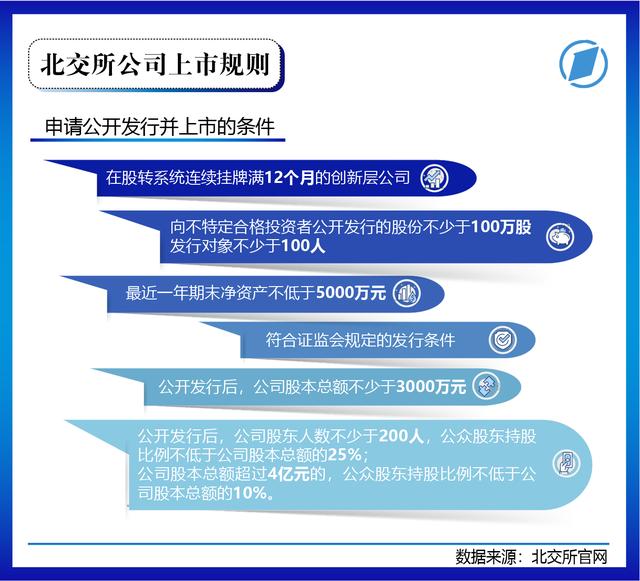 北交所公司上市规则
申请公开发行并上市的条件
在股转系统连续挂牌满12个月的创新层公司
向不特定合格投资者公开发行的股份不少于100万股
发行对象不少于100人
最近一年期末净资产不低于5000万元
符合证监会规定的发行条件
公开发行后，公司股本总额不少于3000万元
公开发行后，公司股东人数不少于200人，公众股东持股
比例不低于公司股本总额的25%；
公司股本总额超过4亿元的，公众股东持股比例不低于公
司股本总额的10%。
数据来源：北交所官网